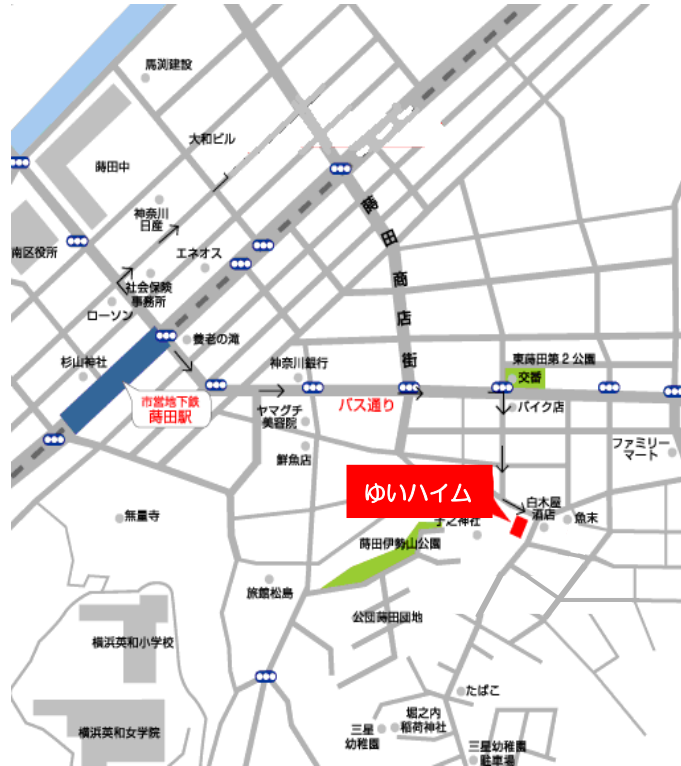 馬渕建設
大和ビル
蒔田中
神奈川
日産
南区役所
エネオス
社会保険
事務所
ローソン
養老の滝
杉山神社
神奈川銀行
市営地下鉄
蒔田駅
蒔田商店街
東蒔田第2公園
交番
バス通り
ヤマグチ
美容院
バイク店
鮮魚店
ファミリー
マート
ゆいハイム
白木屋
酒店
魚末
子之神社
無量寺
蒔田伊勢山公園
旅館松島
公団蒔田団地
横浜英和小学校
たばこ
堀之内
稲荷神社
三星
幼稚園
横浜英和女学院
三星幼稚園
駐車場